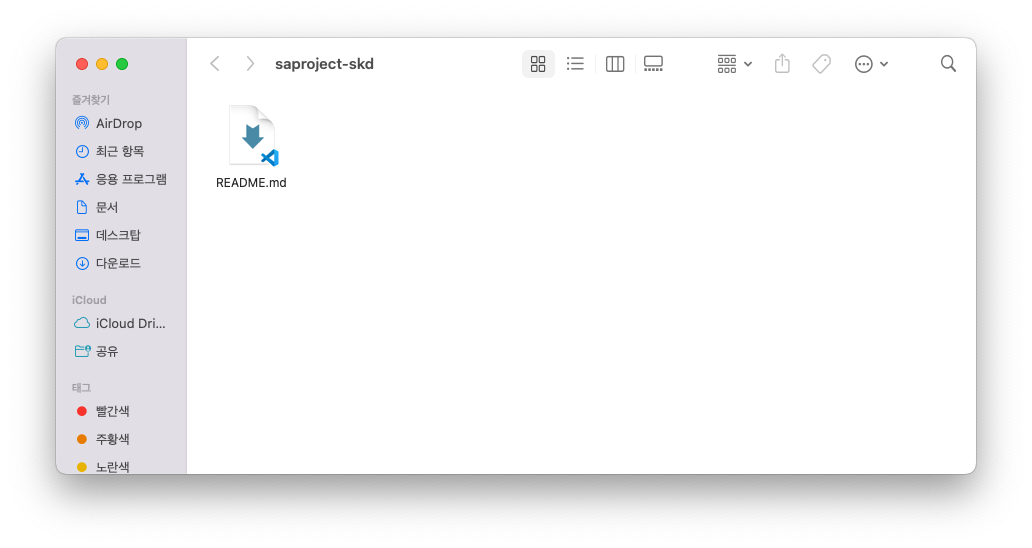 saproject-skd
즐겨찾기
AirDrop
최근 항목
응용 프로그램
문서
데스크탑
다운로드
iCloud
iCloud Dri...
공유
태그
빨간색
주황색
노란색
README.md